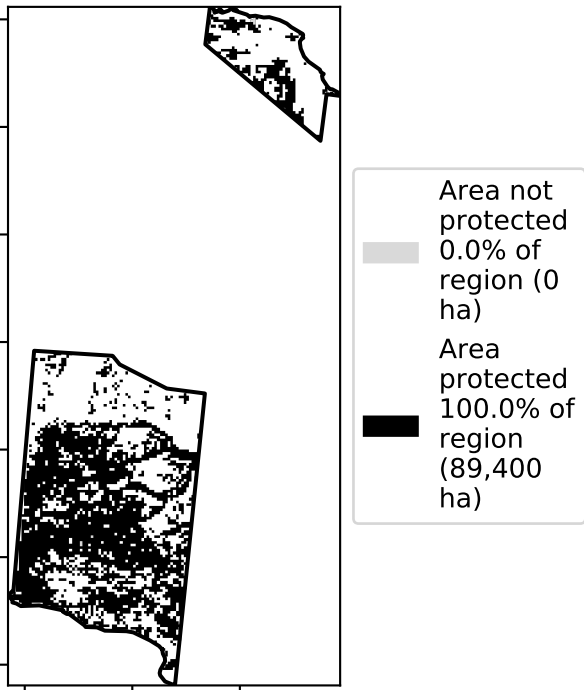 Area not
protected
0.0% of
region (0
ha)
Area
protected
100.0% of
region
(89,400
ha)